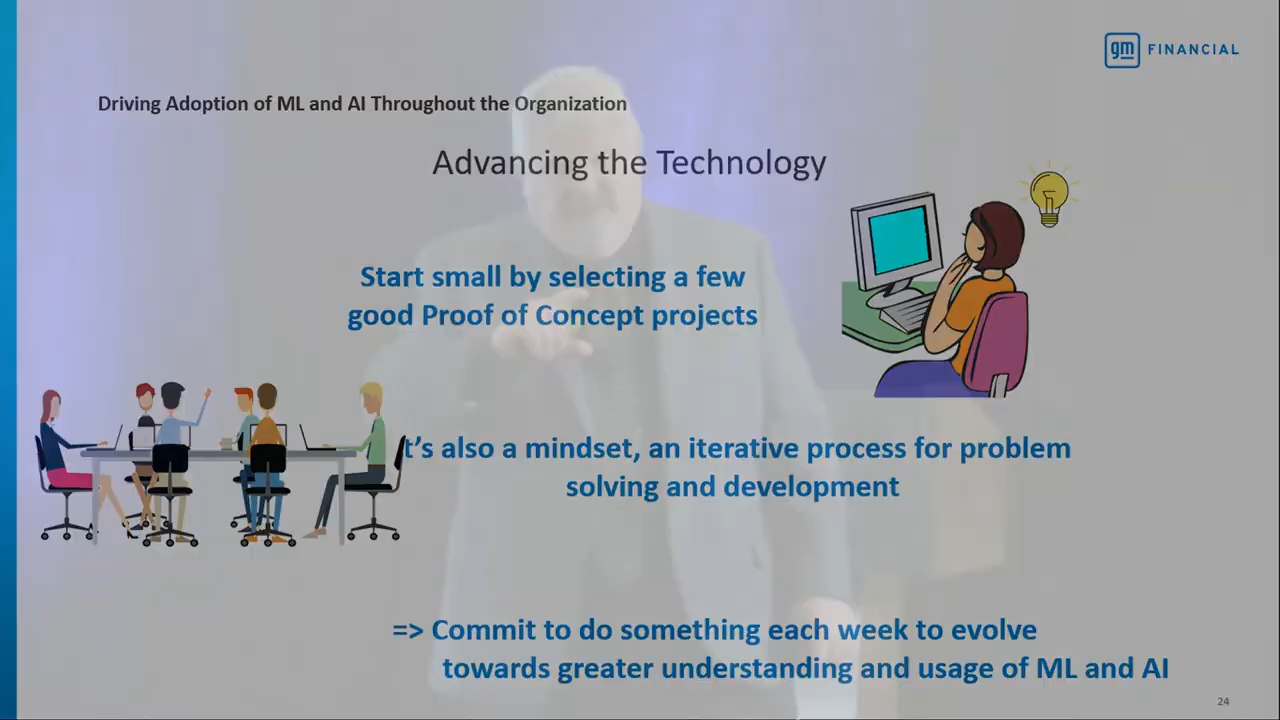 gm FINANCIAL
Driving Adoption of ML and AI Throughout the Organization
Advancing the Technology
Start small by selecting a few
good Proof of Concept projects
t’s also a mindset, an iterative process for problem
solving and development
=> Commit to do something each week to evolve
towards greater understanding and usage of ML and AI
24